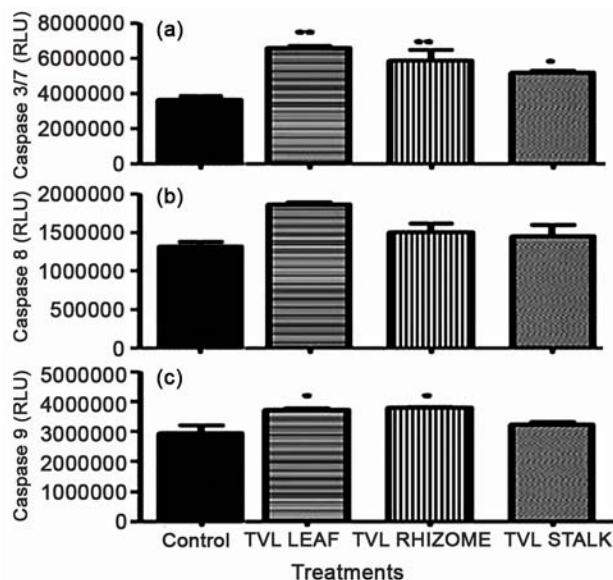 (a)
Caspase 3/7 (RLU)
8000000
6000000
4000000
2000000
0
**
**
*
(b)
Caspase 8 (RLU)
2000000
1500000
1000000
500000
0
(c)
Caspase 9 (RLU)
5000000
4000000
3000000
2000000
1000000
0
*
*
Control TVL LEAF TVL RHIZOME TVL STALK
Treatments